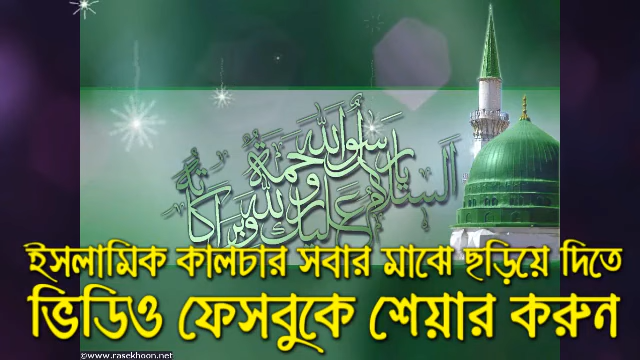 السلام عليك يا رسول الله ورحمة الله وبركاته
ইসলামিক কালচার সবার মাঝে ছড়িয়ে দিতে
ভিডিও ফেসবুকে শেয়ার করুন
©www.rasekhoon.net